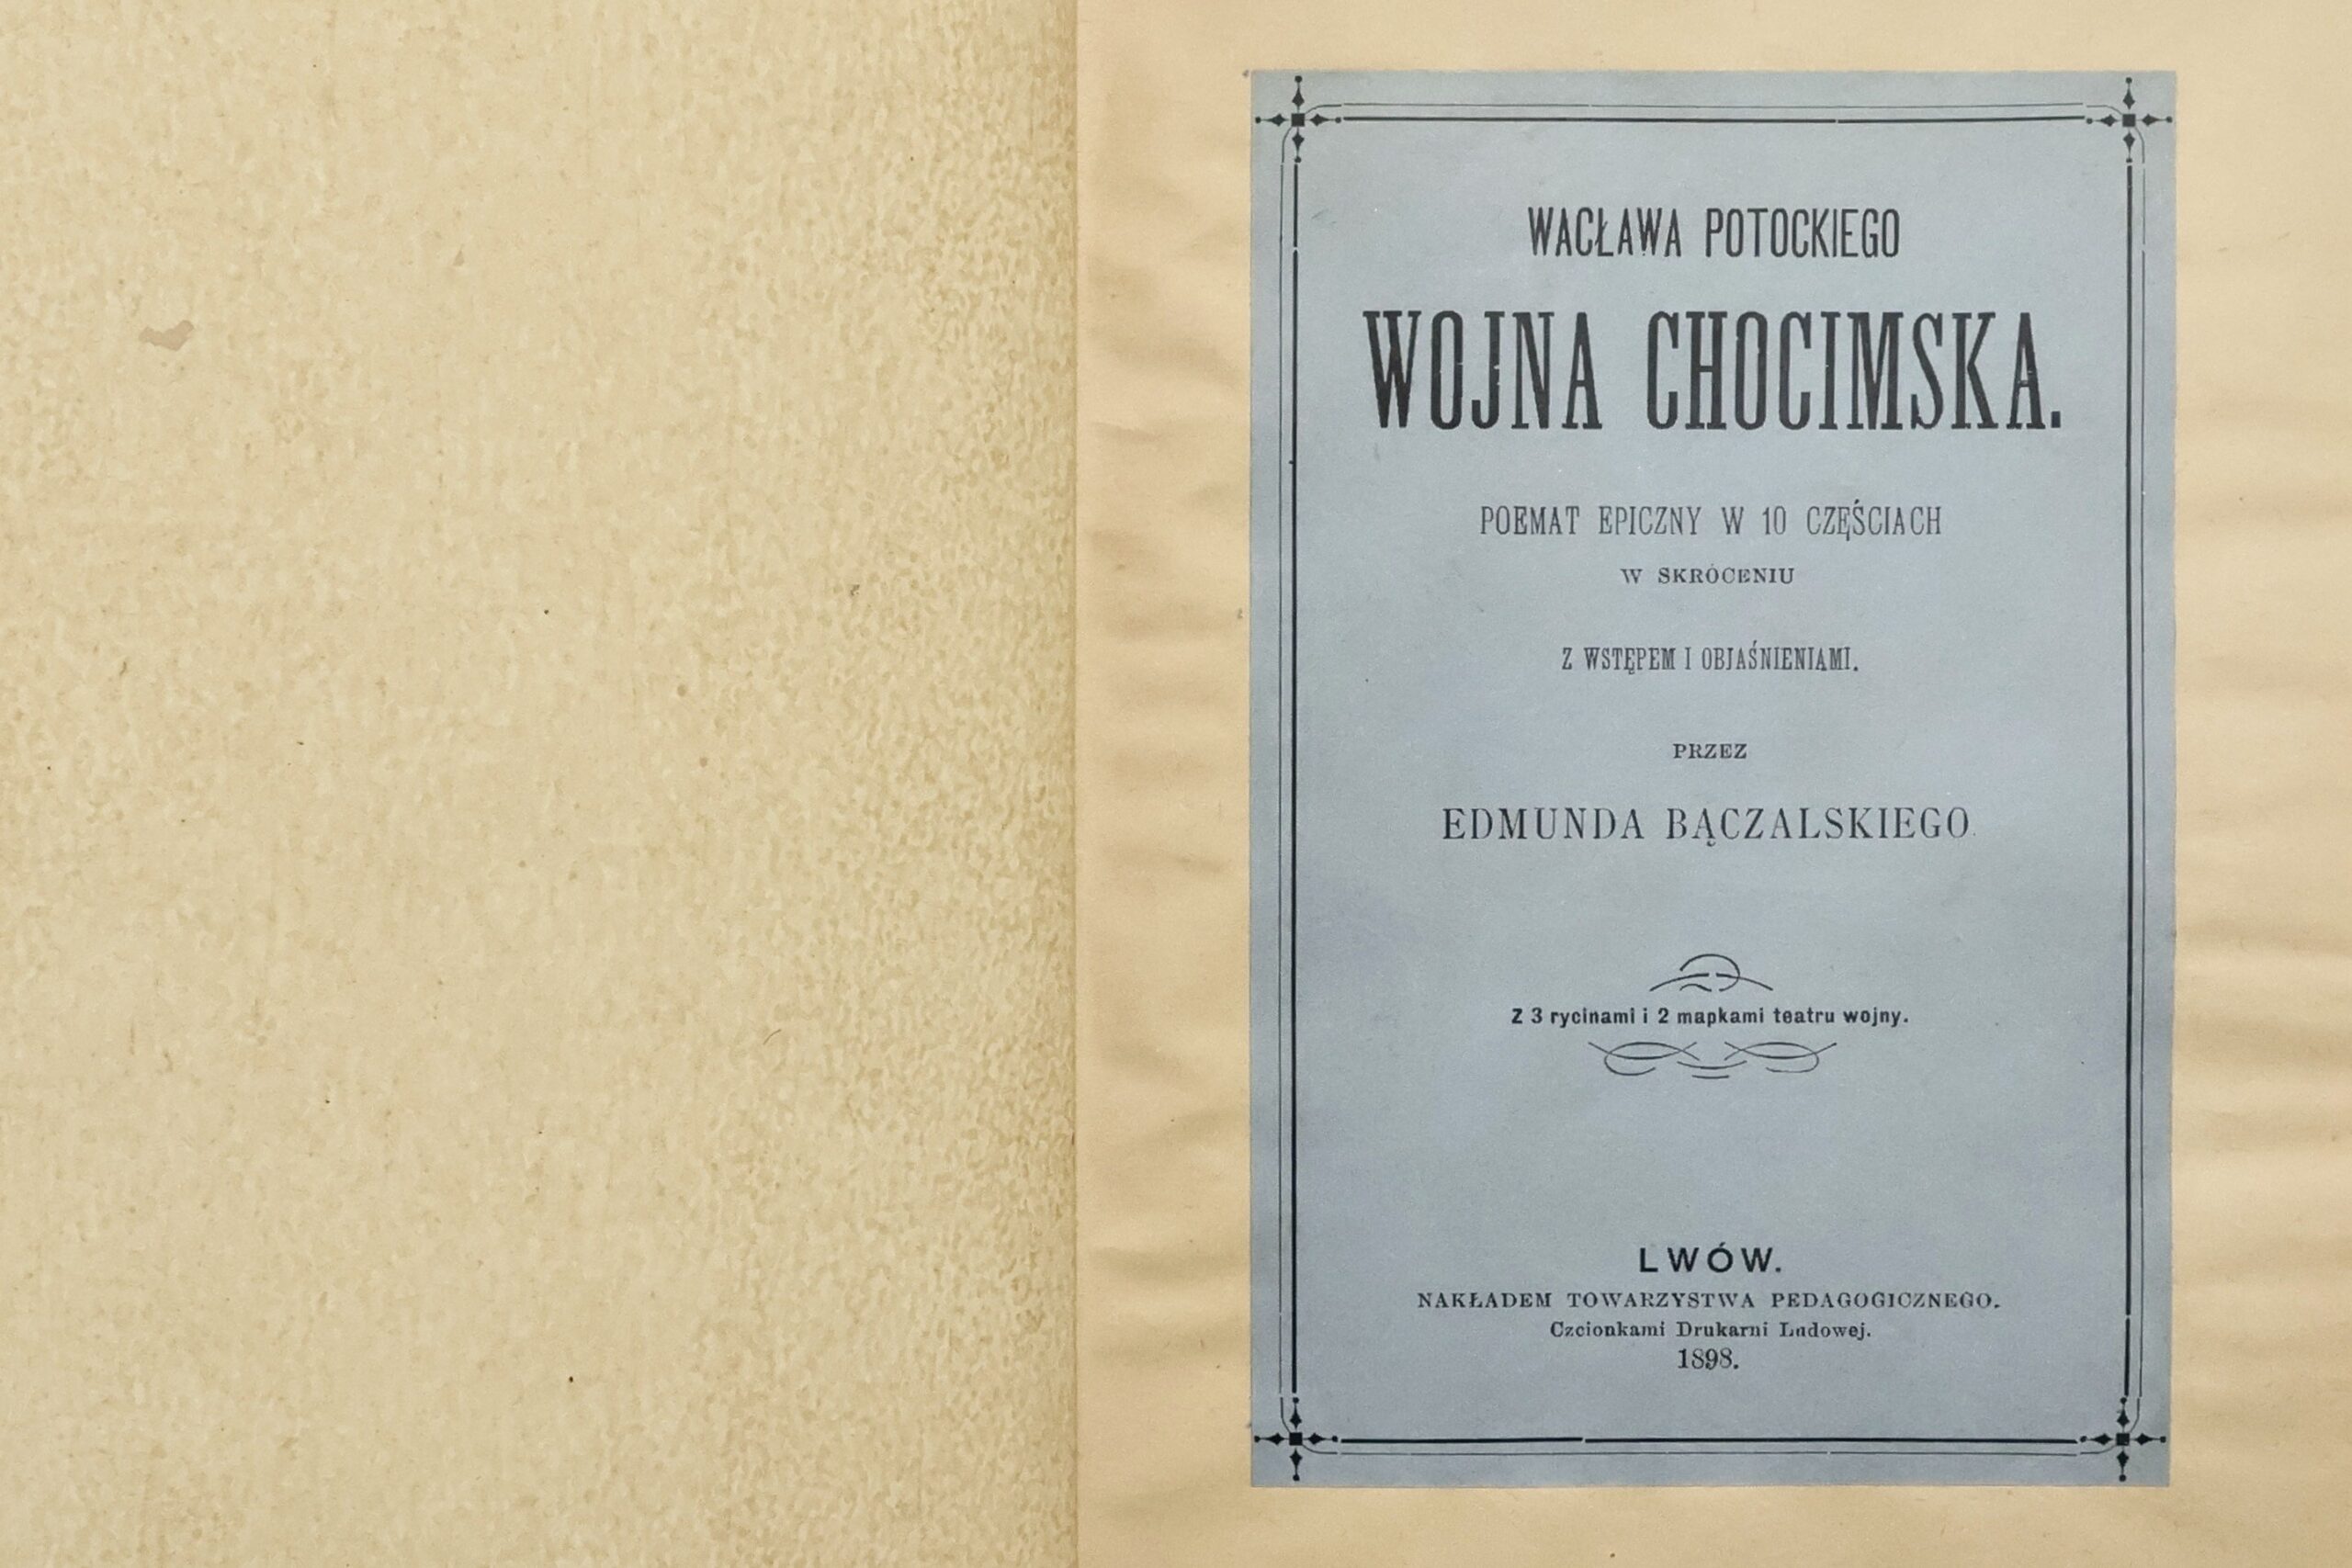 WACŁAWA POTOCKIEGO
WOJNA CHOCIMSKA.
POEMAT EPICZNY W 10 CZĘŚCIACH
W SKRÓCENIU
Z WSTĘPEM I OBJAŚNIENIAMI.
PRZEZ
EDMUNDA BĄCZALSKIEGO.
Z 3 rycinami i 2 mapkami teatru wojny.
LWÓW.
NAKŁADEM TOWARZYSTWA PEDAGOGICZNEGO.
Czcionkami Drukarni Ludowej.
1898.